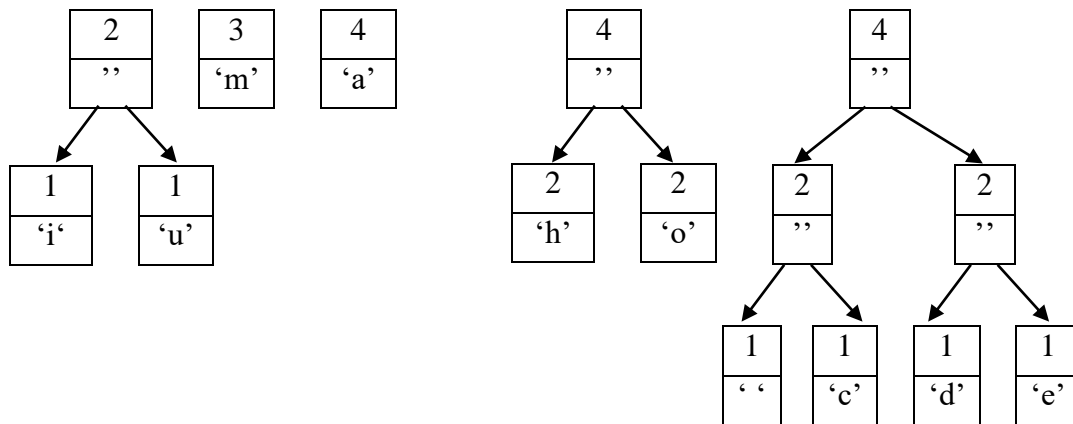 2 3 4 4 4
’’ ‘m’ ‘a’ ’’ ’’
1 1 2 2 2 2
‘i‘ ‘u’ ‘h’ ‘o’ ’’ ’’
1 1 1 1
‘ ‘ ‘c’ ‘d’ ‘e’